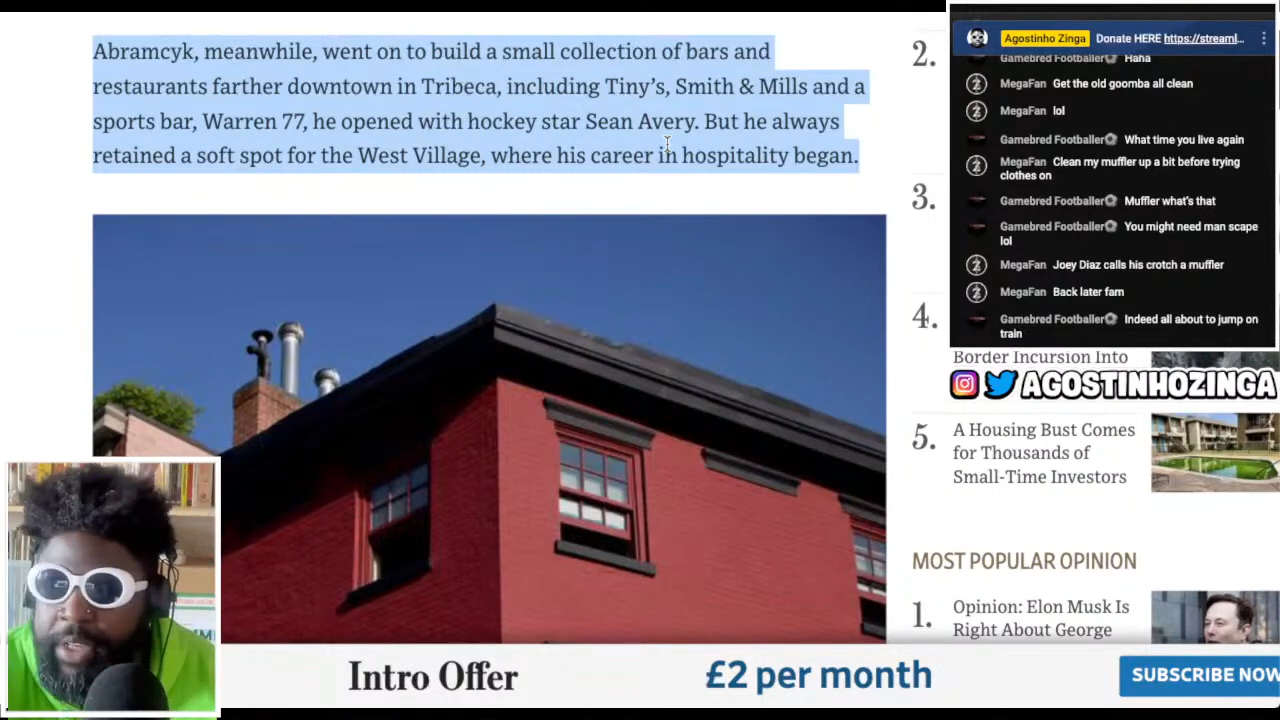 Abramcyk, meanwhile, went on to build a small collection of bars and
restaurants farther downtown in Tribeca, including Tiny’s, Smith & Mills and a
sports bar, Warren 77, he opened with hockey star Sean Avery. But he always
retained a soft spot for the West Village, where his career in hospitality began.
2.
3.
4.
Border Incursion Into
5.
A Housing Bust Comes
for Thousands of
Small-Time Investors
MOST POPULAR OPINION
1.
Opinion: Elon Musk Is
Right About George
Agostinho Zinga Donate HERE https://streaml...
Gamebred Footballer⚽ Haha
MegaFan Get the old goomba all clean
MegaFan lol
Gamebred Footballer⚽ What time you live again
MegaFan Clean my muffler up a bit before trying
clothes on
Gamebred Footballer⚽ Muffler what's that
Gamebred Footballer⚽ You might need man scape
lol
MegaFan Joey Diaz calls his crotch a muffler
MegaFan Back later fam
Gamebred Footballer⚽ Indeed all about to jump on
train
AGOSTINHOZINGA
Intro Offer
£2 per month
SUBSCRIBE NOW